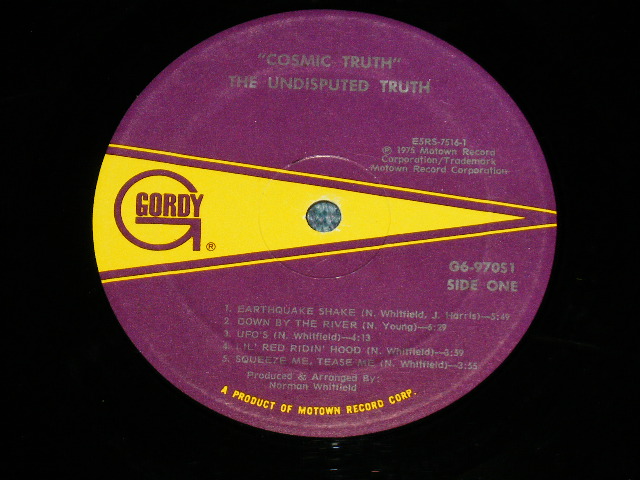 "COSMIC TRUTH"
THE UNDISPUTED TRUTH
ESRS-7516-1
℗ 1975 Motown Record
Corporation/Trademark
Motown Record Corporation
GORDY
®
G6-970S1
SIDE ONE
1. EARTHQUAKE SHAKE (N. Whitfield, J. Harris)—5:49
2. DOWN BY THE RIVER (N. Young)—6:29
3. UFO'S (N. Whitfield)—4:13
4. LIL' RED RIDIN' HOOD (N. Whitfield)—3:59
5. SQUEEZE ME, TEASE ME (N. Whitfield)—3:55
Produced & Arranged By:
Norman Whitfield
A PRODUCT OF MOTOWN RECORD CORP.